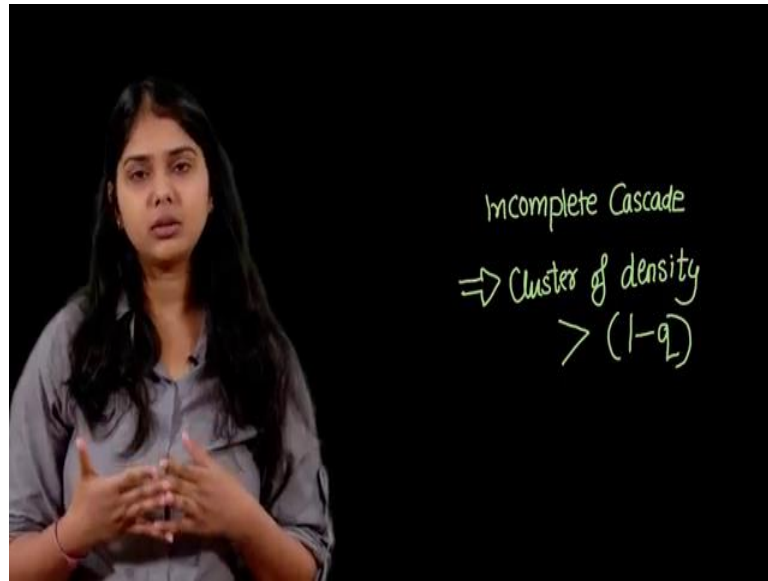 Incomplete Cascade
⇒ Cluster of density
> (1-q)